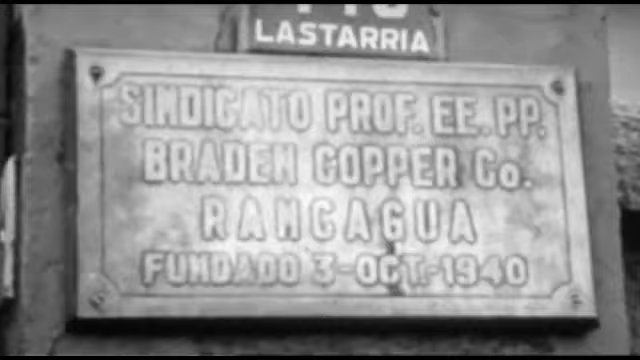 LASTARRIA
SINDICATO PROF. EE. PP.
BRADEN COPPER Co.
RANCAGUA
FUNDADO 3-OCT.-1940